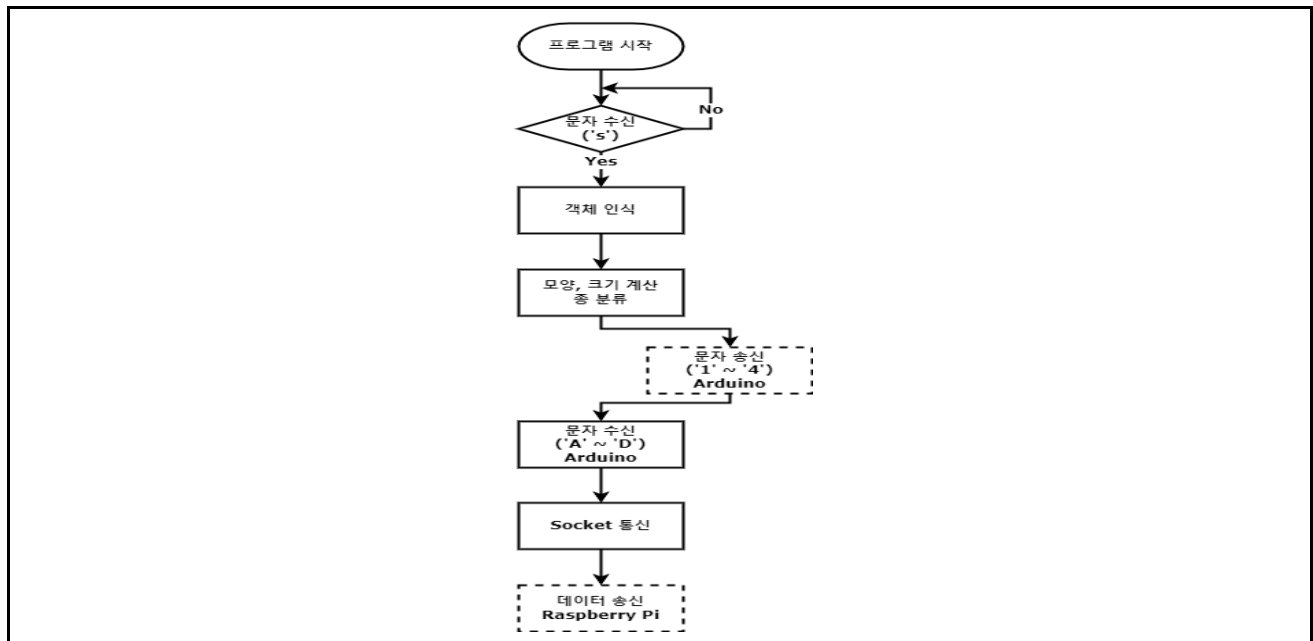 프로그램 시작
No
문자 수신
('s')
Yes
객체 인식
모양, 크기 계산
종 분류
문자 송신
('1' ~ '4')
Arduino
문자 수신
('A' ~ 'D')
Arduino
Socket 통신
데이터 송신
Raspberry Pi